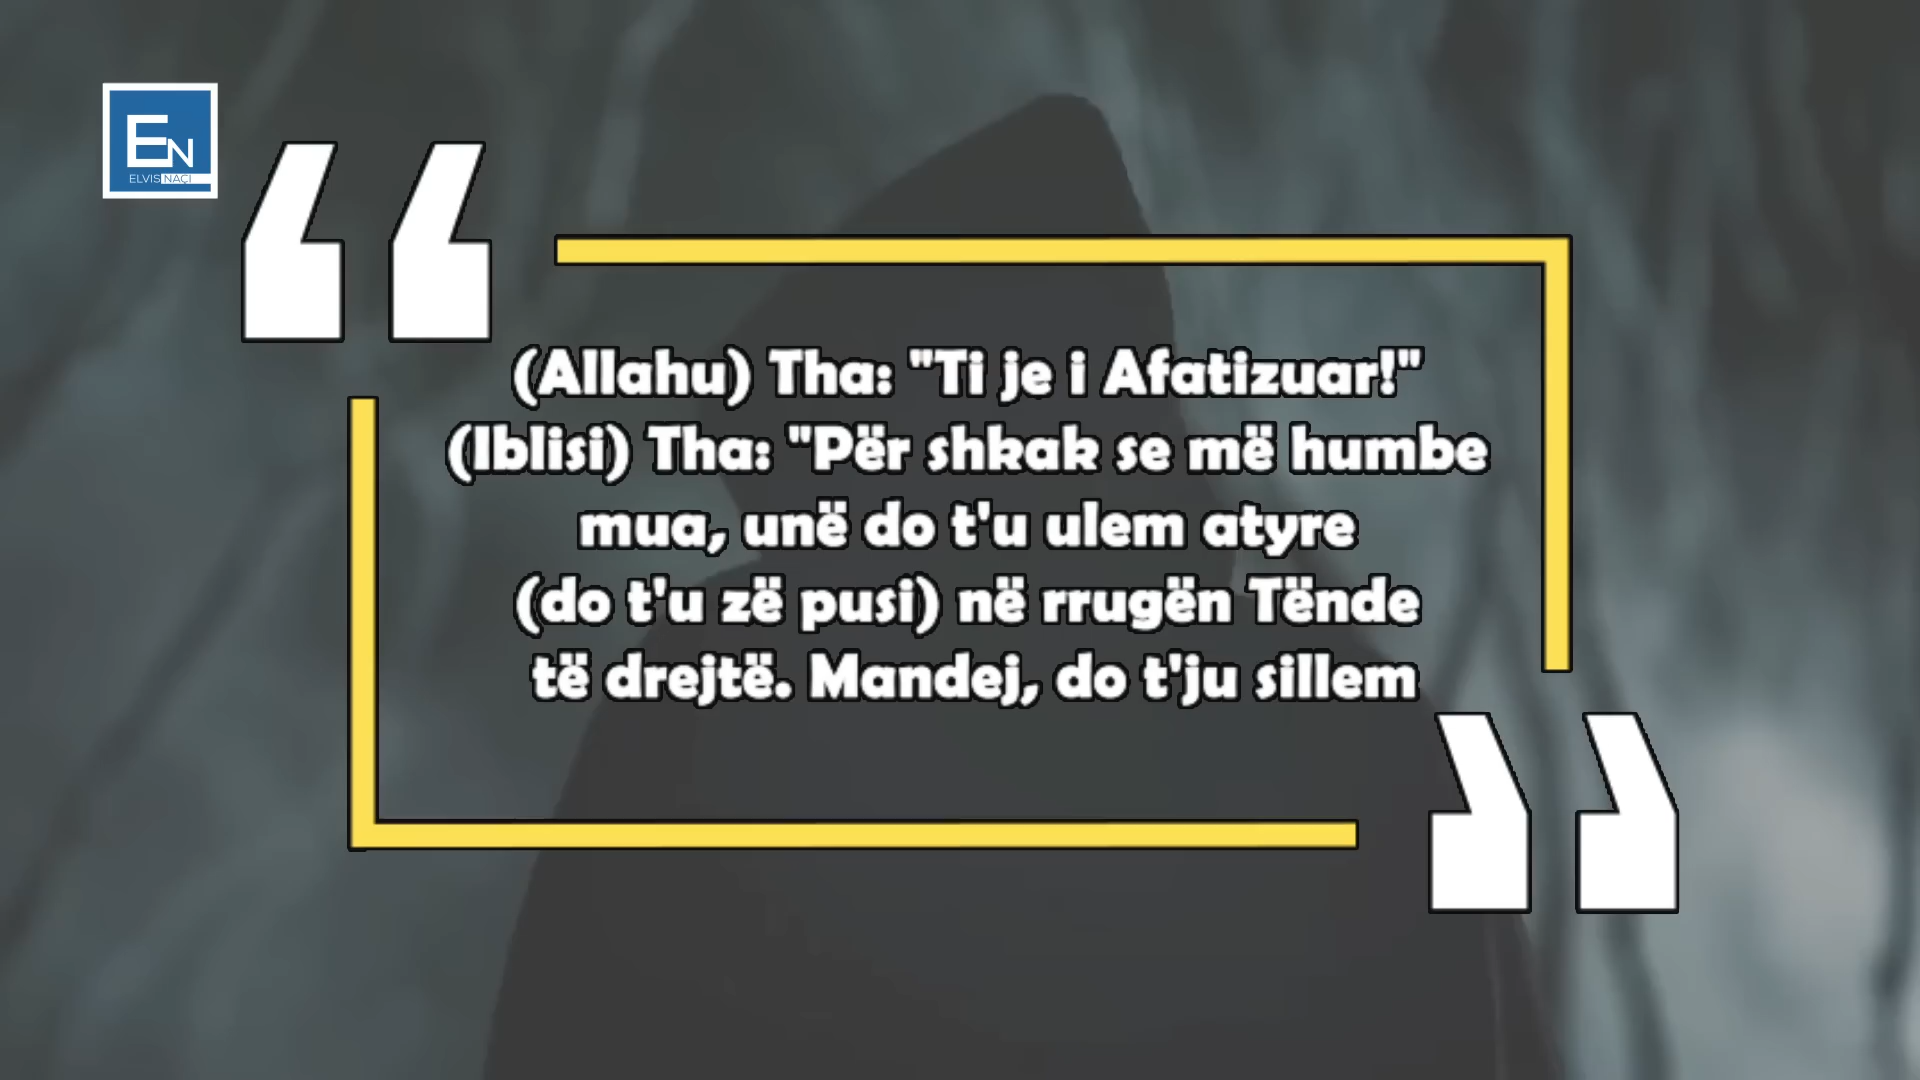 EN
ELVIS NAÇI
(Allahu) Tha: "Ti je i Afatizuar!"
(Iblisi) Tha: "Për shkak se më humbe
mua, unë do t'u ulem atyre
(do t'u zë pusi) në rrugën Tënde
të drejtë. Mandej, do t'ju sillem